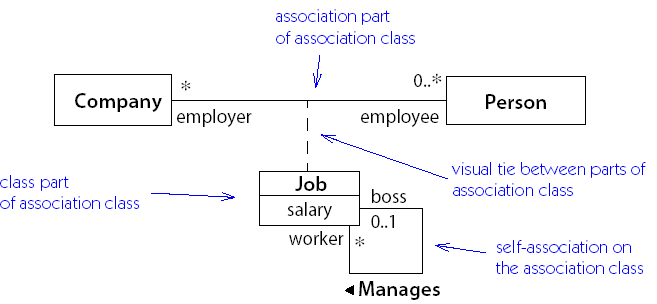 association part
of association class
*
0..*
Company
Person
employer
employee
class part
of association class
visual tie between parts of
association class
Job
salary
boss
0..1
worker
*
self-association on
the association class
◄ Manages